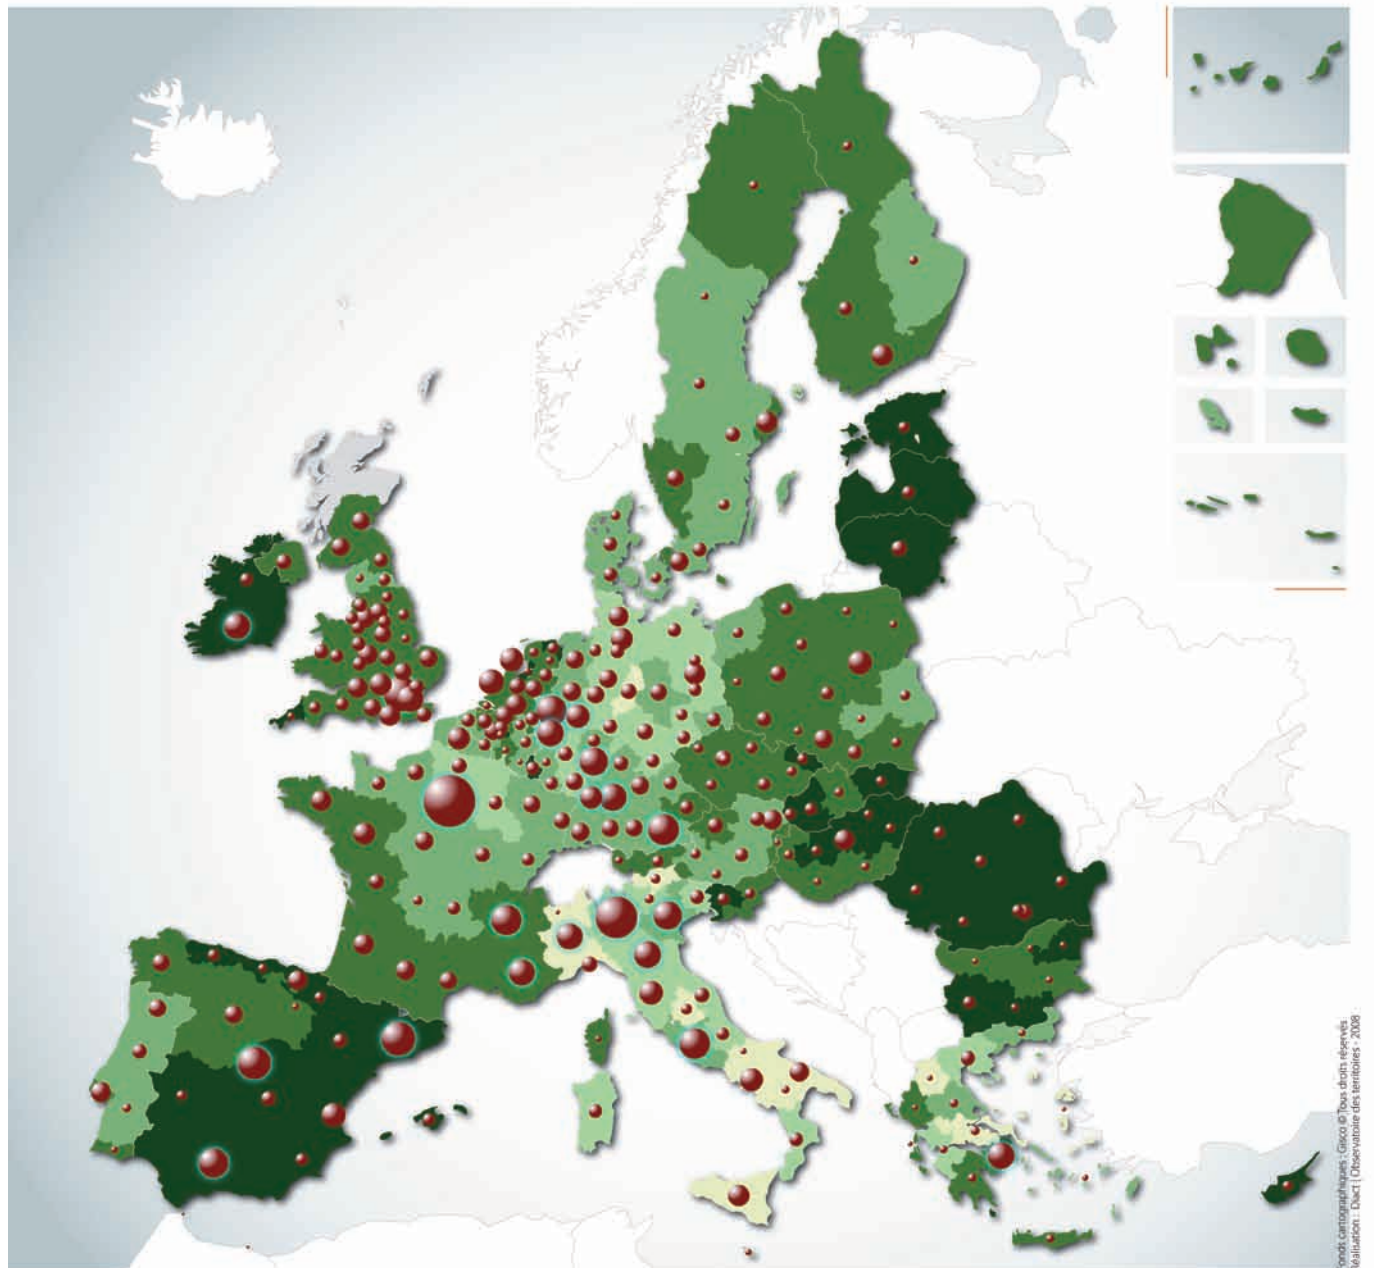 Fonds cartographiques : Gisco © Tous droits réservés
Réalisation : Diact | Observatoire des territoires - 2008